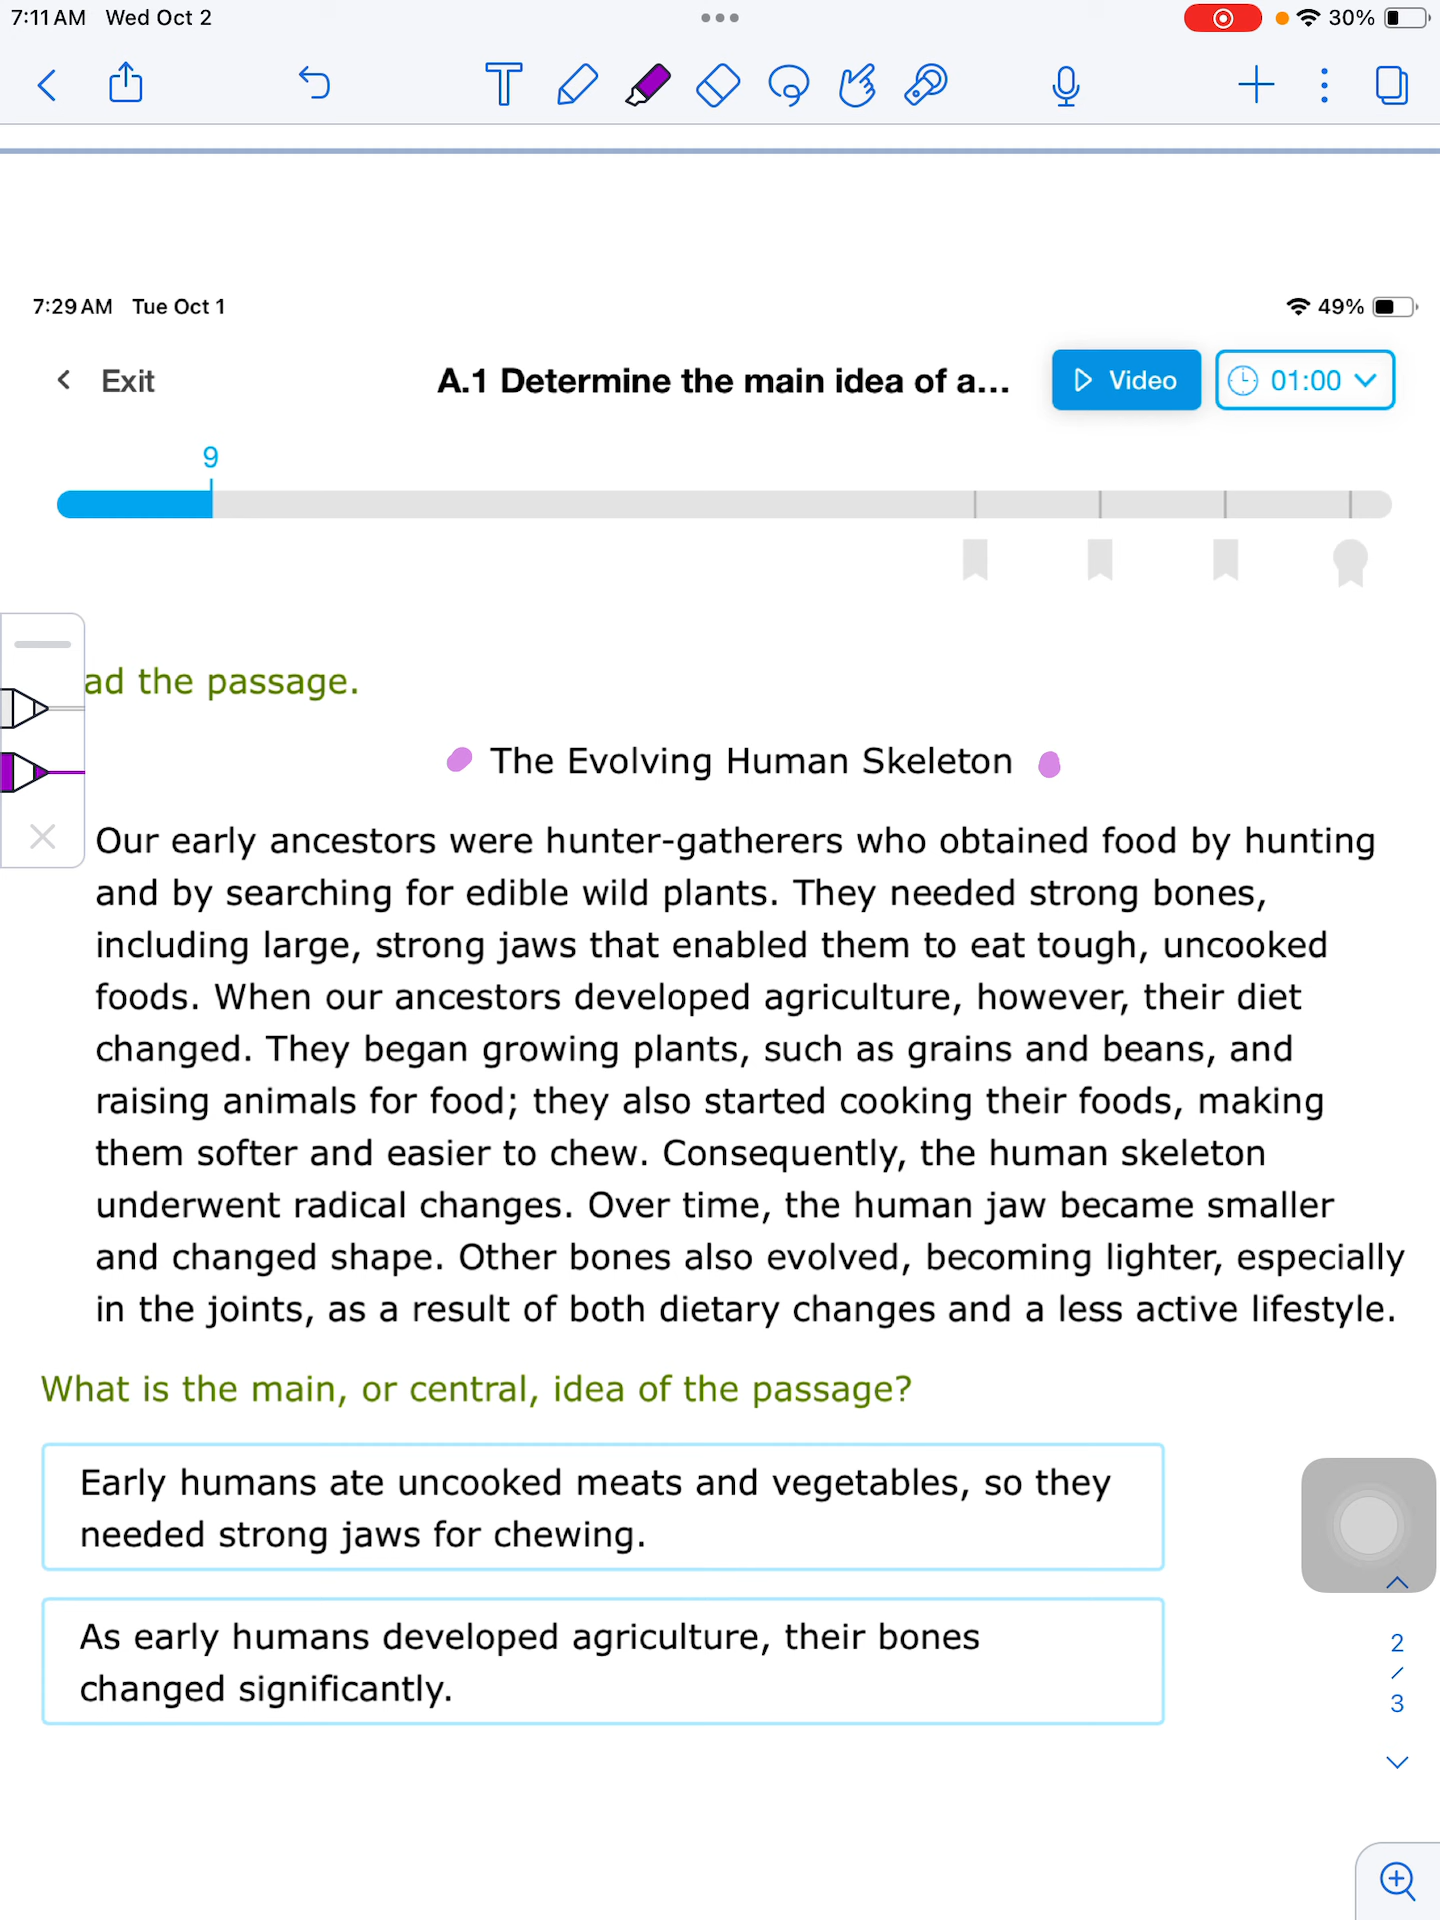 7:11 AM Wed Oct 2
30%
T
7:29 AM Tue Oct 1
49%
Exit
A.1 Determine the main idea of a...
Video
01:00
9
ad the passage.
The Evolving Human Skeleton
Our early ancestors were hunter-gatherers who obtained food by hunting
and by searching for edible wild plants. They needed strong bones,
including large, strong jaws that enabled them to eat tough, uncooked
foods. When our ancestors developed agriculture, however, their diet
changed. They began growing plants, such as grains and beans, and
raising animals for food; they also started cooking their foods, making
them softer and easier to chew. Consequently, the human skeleton
underwent radical changes. Over time, the human jaw became smaller
and changed shape. Other bones also evolved, becoming lighter, especially
in the joints, as a result of both dietary changes and a less active lifestyle.
What is the main, or central, idea of the passage?
Early humans ate uncooked meats and vegetables, so they
needed strong jaws for chewing.
As early humans developed agriculture, their bones
changed significantly.
2
/
3